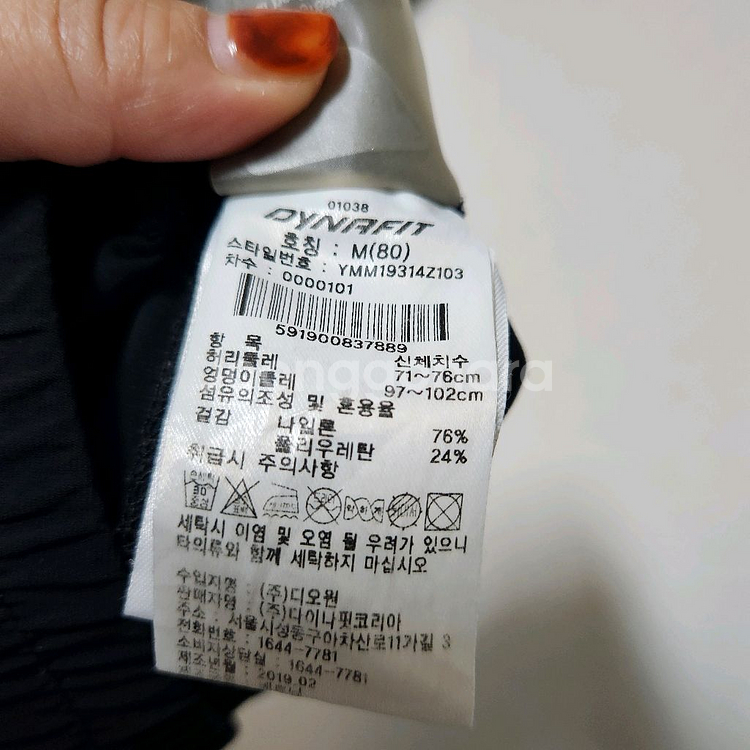 01038
DYNAFIT
호칭 : M(80)
스타일번호 : YMM19314Z103
차수 : 0000101
591900837889
항 목 신체치수
허리둘레 71~76cm
엉덩이둘레 97~102cm
섬유의조성 및 혼용율
겉감 나일론 76%
폴리우레탄 24%
취급시 주의사항
30
세탁시 이염 및 오염 될 우려가 있으니
타의류와 함께 세탁하지 마십시오
수입자명 : (주)디오원
판매자명 : (주)다이나핏코리아
주소 : 서울시성동구아차산로11가길 3
전화번호 : 1644-7781
소비자상담실 : 1644-7781
제조년월 : 2019.02